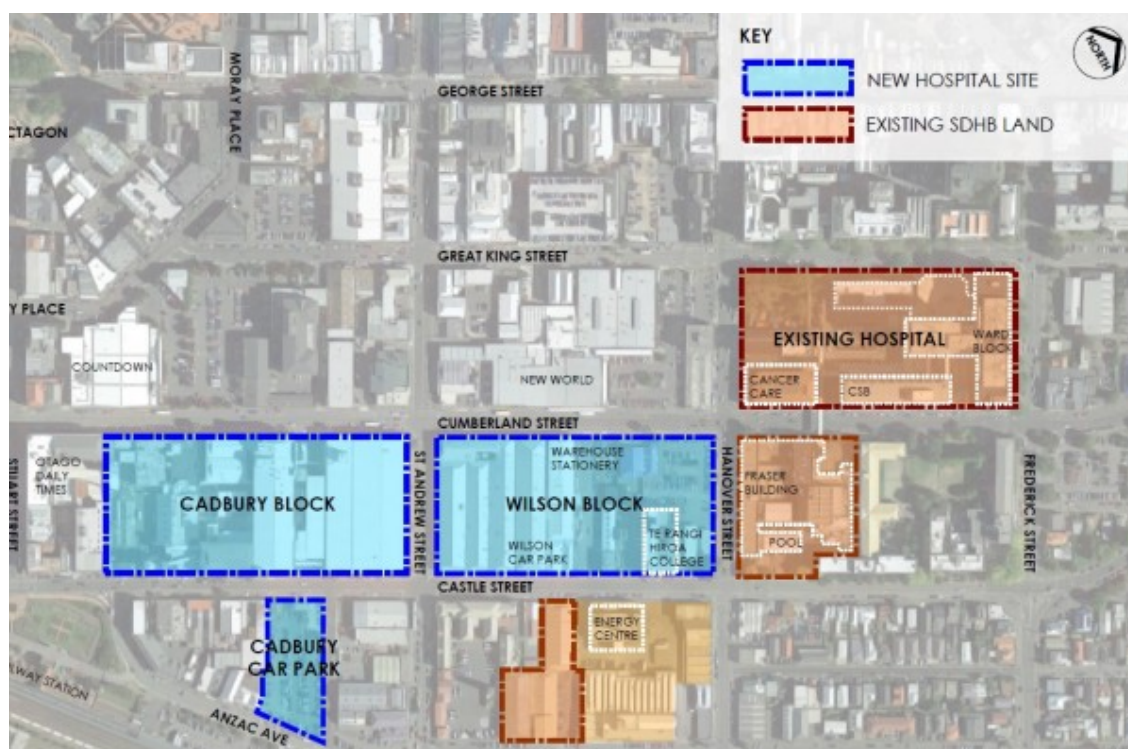 KEY
NORTH
NEW HOSPITAL SITE
EXISTING SDHB LAND
MORAY PLACE
GEORGE STREET
CTAGON
GREAT KING STREET
Y PLACE
COUNTDOWN
NEW WORLD
EXISTING HOSPITAL
WARD
BLOCK
CANCER
CARE
CSB
CUMBERLAND STREET
OTAGO
DAILY
TIMES
STUART STREET
CADBURY BLOCK
ST ANDREW STREET
WAREHOUSE
STATIONERY
WILSON BLOCK
WILSON
CAR PARK
TE RANGI
HIROA
COLLEGE
HANOVER STREET
FRASER
BUILDING
POOL
FREDERICK STREET
CASTLE STREET
CADBURY
CAR PARK
ENERGY
CENTRE
LWAY STATION
ANZAC AVE